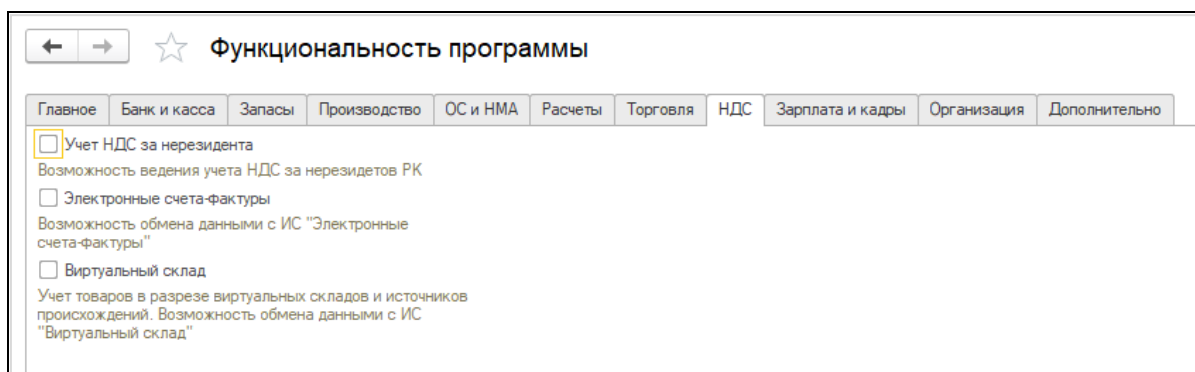 Функциональность программы
Главное Банк и касса Запасы Производство ОС и НМА Расчеты Торговля НДС Зарплата и кадры Организация Дополнительно
Учет НДС за нерезидента
Возможность ведения учета НДС за нерезидетов РК
Электронные счета-фактуры
Возможность обмена данными с ИС "Электронные
счета-фактуры"
Виртуальный склад
Учет товаров в разрезе виртуальных складов и источников
происхождений. Возможность обмена данными с ИС
"Виртуальный склад"